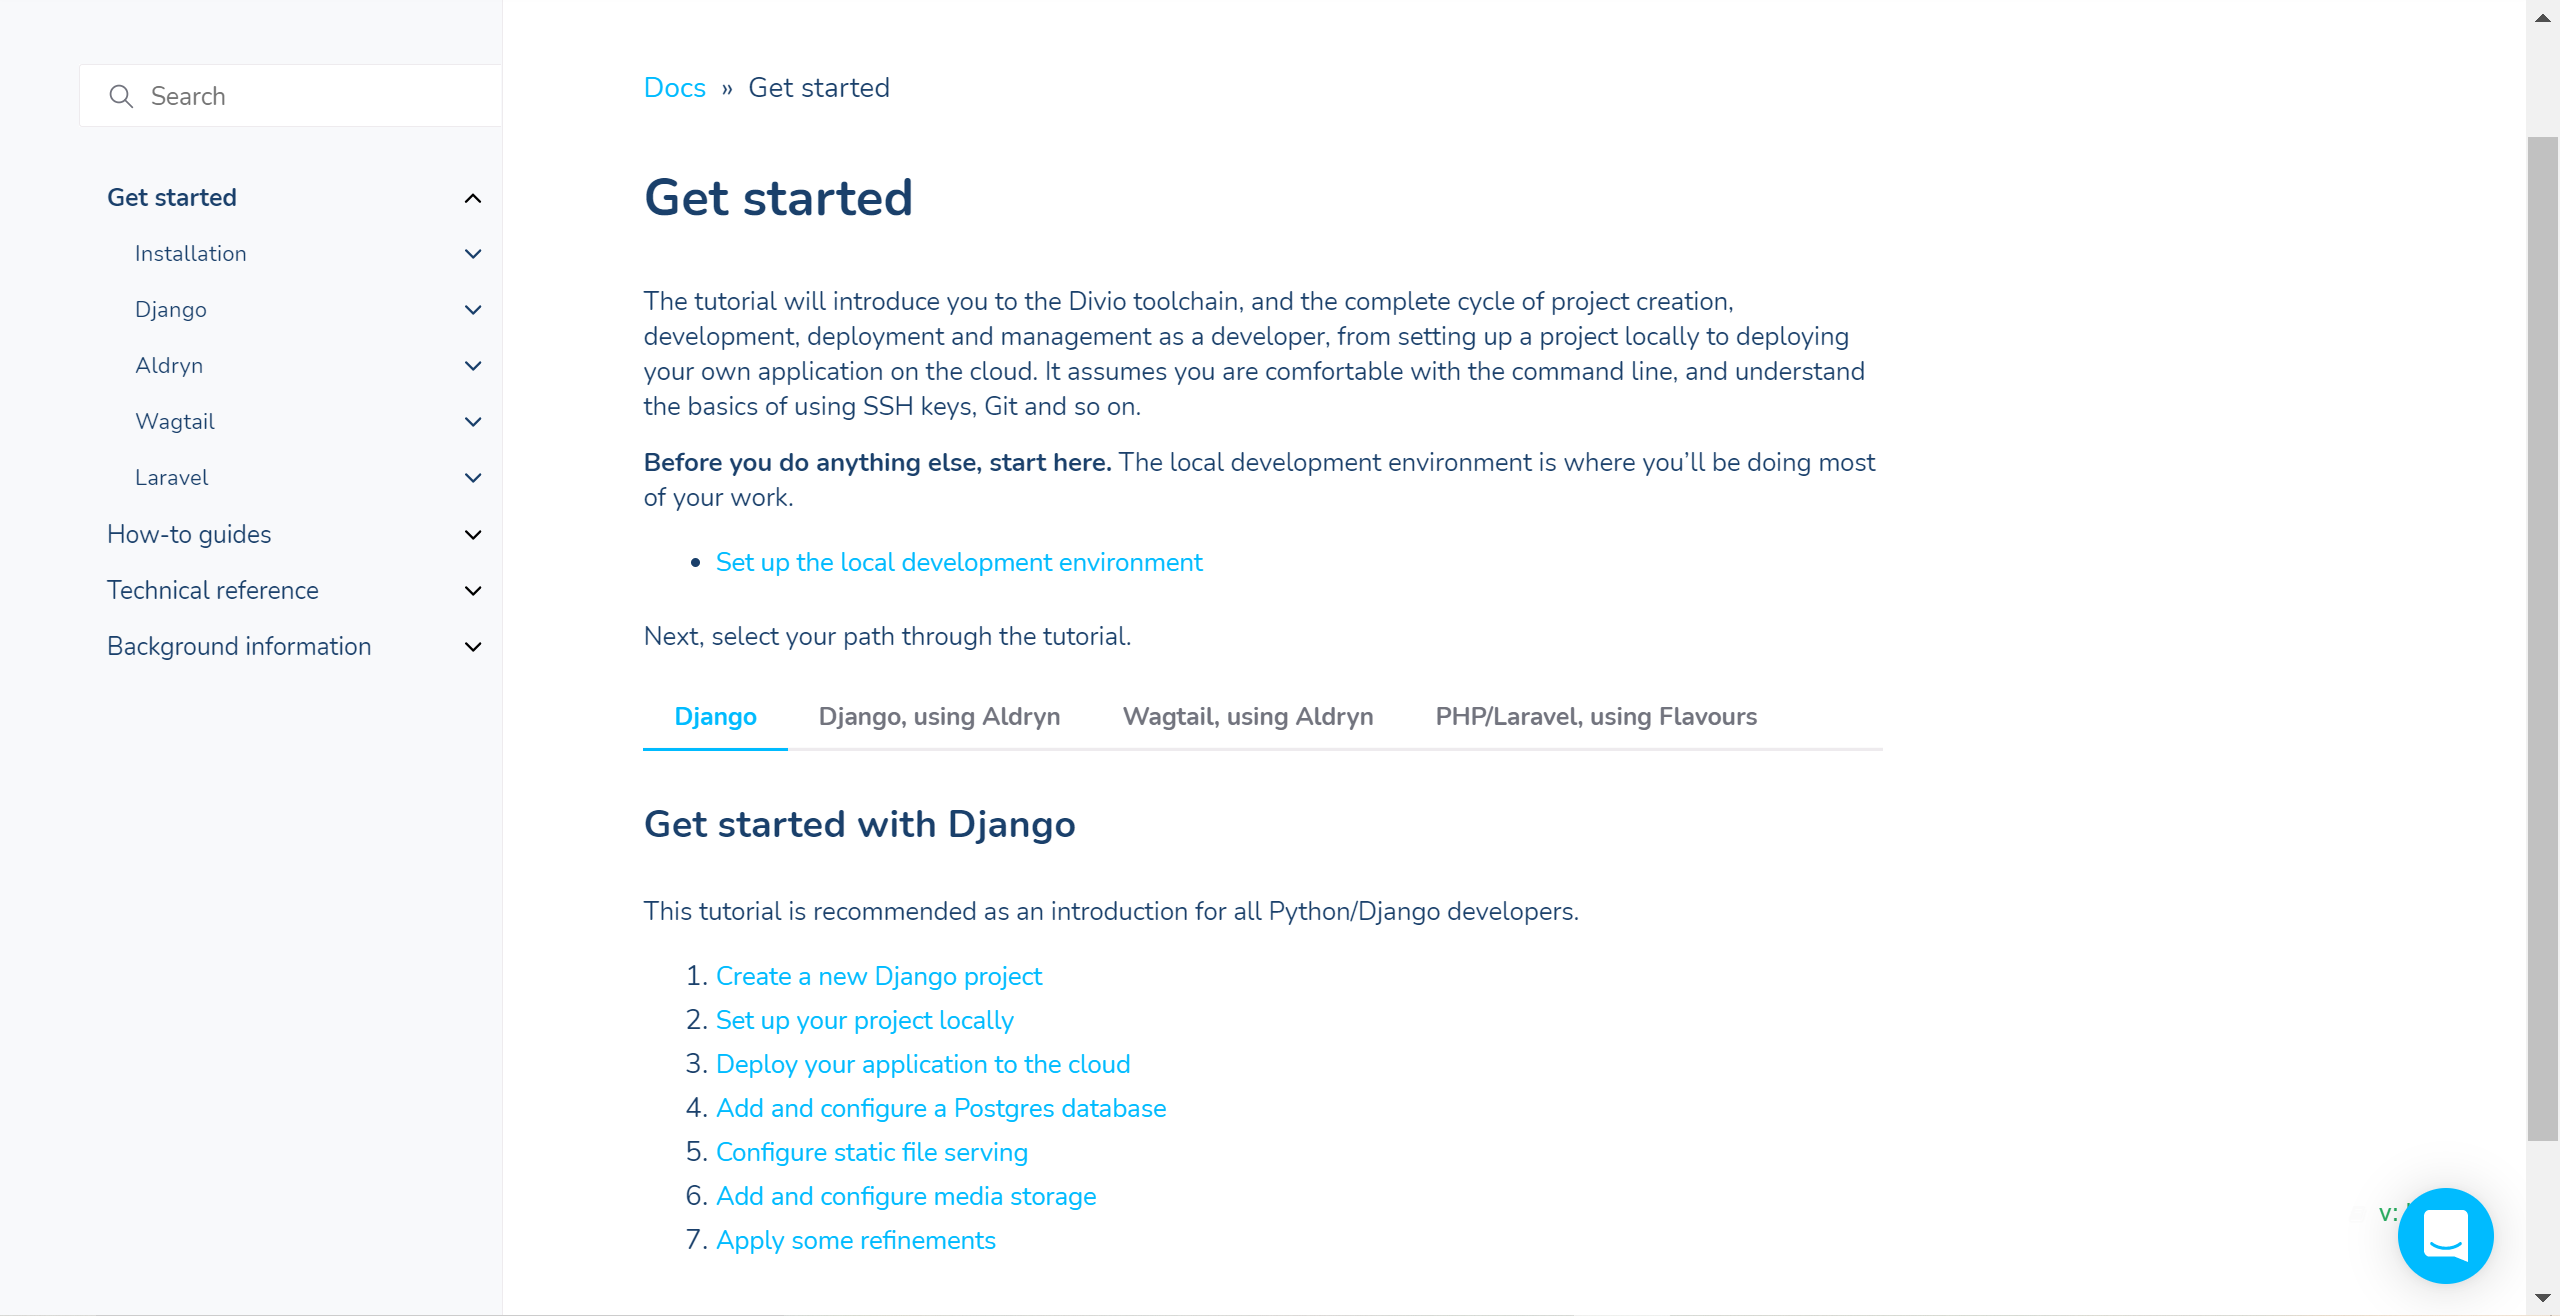 Search
Get started
Installation
Django
Aldryn
Wagtail
Laravel
How-to guides
Technical reference
Background information
Docs » Get started
Get started
The tutorial will introduce you to the Divio toolchain, and the complete cycle of project creation,
development, deployment and management as a developer, from setting up a project locally to deploying
your own application on the cloud. It assumes you are comfortable with the command line, and understand
the basics of using SSH keys, Git and so on.
Before you do anything else, start here. The local development environment is where you’ll be doing most
of your work.
• Set up the local development environment
Next, select your path through the tutorial.
Django Django, using Aldryn Wagtail, using Aldryn PHP/Laravel, using Flavours
Get started with Django
This tutorial is recommended as an introduction for all Python/Django developers.
1. Create a new Django project
2. Set up your project locally
3. Deploy your application to the cloud
4. Add and configure a Postgres database
5. Configure static file serving
6. Add and configure media storage
7. Apply some refinements
v: